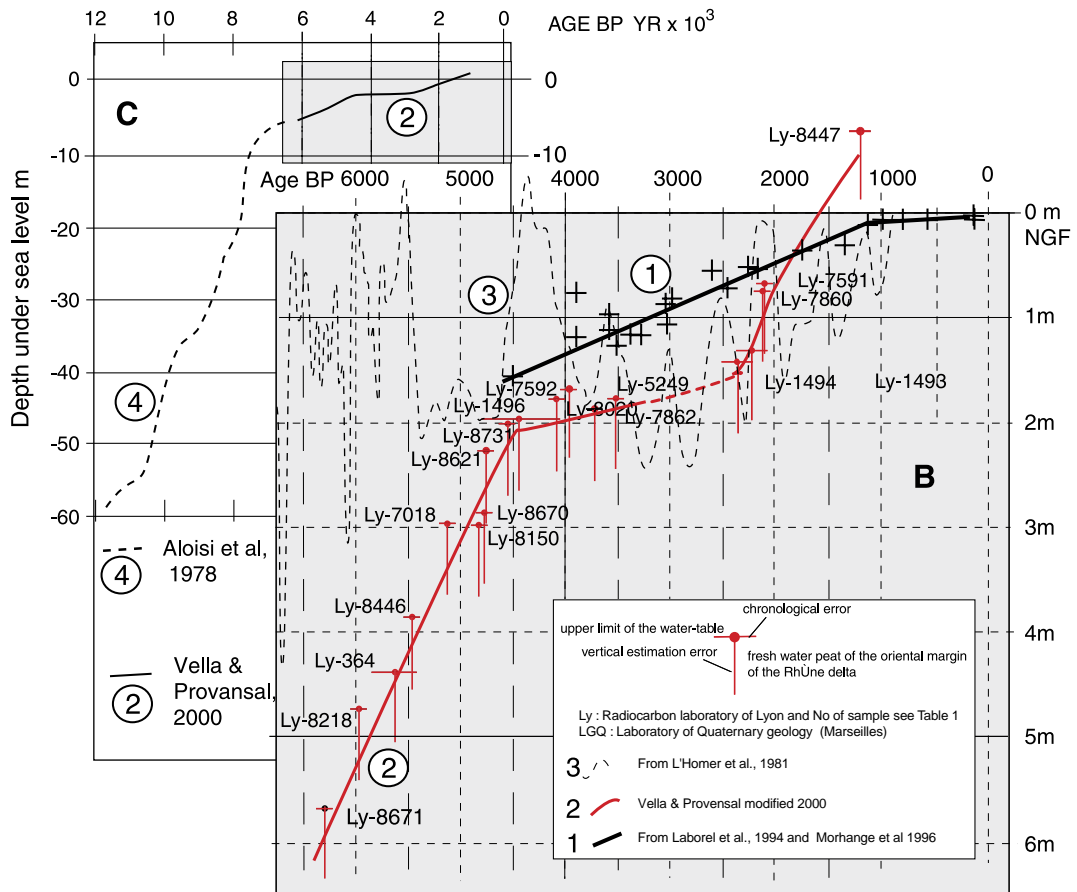 12 10 8 6 4 2 0 AGE BP YR x 10³
0
-10
-20
-30
-40
-50
-60
Depth under sea level m
C
2
0
-10
Age BP 6000 5000 4000 3000 2000 1000 0
0 m
NGF
1m
2m
3m
4m
5m
6m
B
1
3
4
2
Ly-8447
Ly-7591
Ly-7860
Ly-1494
Ly-1493
Ly-7592
Ly-5249
Ly-1496
Ly-8020
Ly-7862
Ly-8731
Ly-8621
Ly-7018
Ly-8670
Ly-8150
Ly-8446
Ly-364
Ly-8218
Ly-8671
4
Aloisi et al,
1978
2
Vella &
Provansal,
2000
chronological error
upper limit of the water-table
vertical estimation error
fresh water peat of the oriental margin
of the RhÙne delta
Ly : Radiocarbon laboratory of Lyon and No of sample see Table 1
LGQ : Laboratory of Quaternary geology (Marseilles)
3 From L'Homer et al., 1981
2 Vella & Provensal modified 2000
1 From Laborel et al., 1994 and Morhange et al 1996